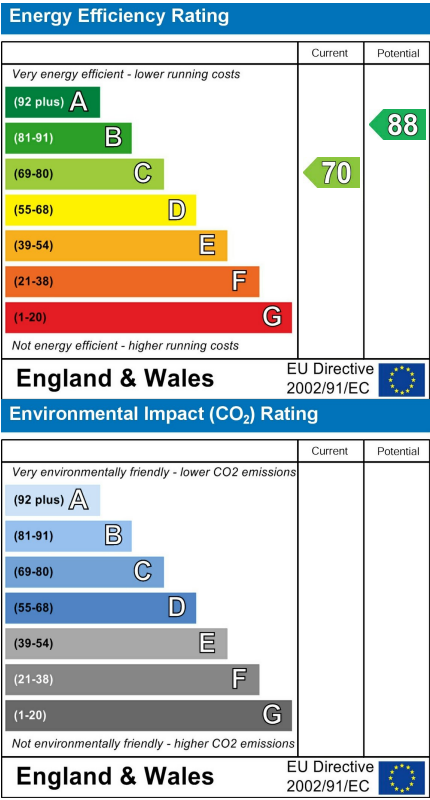 Energy Efficiency Rating
Current Potential
Very energy efficient - lower running costs
(92 plus) A
(81-91) B
88
(69-80) C
70
(55-68) D
(39-54) E
(21-38) F
(1-20) G
Not energy efficient - higher running costs
England & Wales
EU Directive
2002/91/EC
Environmental Impact (CO₂) Rating
Current Potential
Very environmentally friendly - lower CO2 emissions
(92 plus) A
(81-91) B
(69-80) C
(55-68) D
(39-54) E
(21-38) F
(1-20) G
Not environmentally friendly - higher CO2 emissions
England & Wales
EU Directive
2002/91/EC